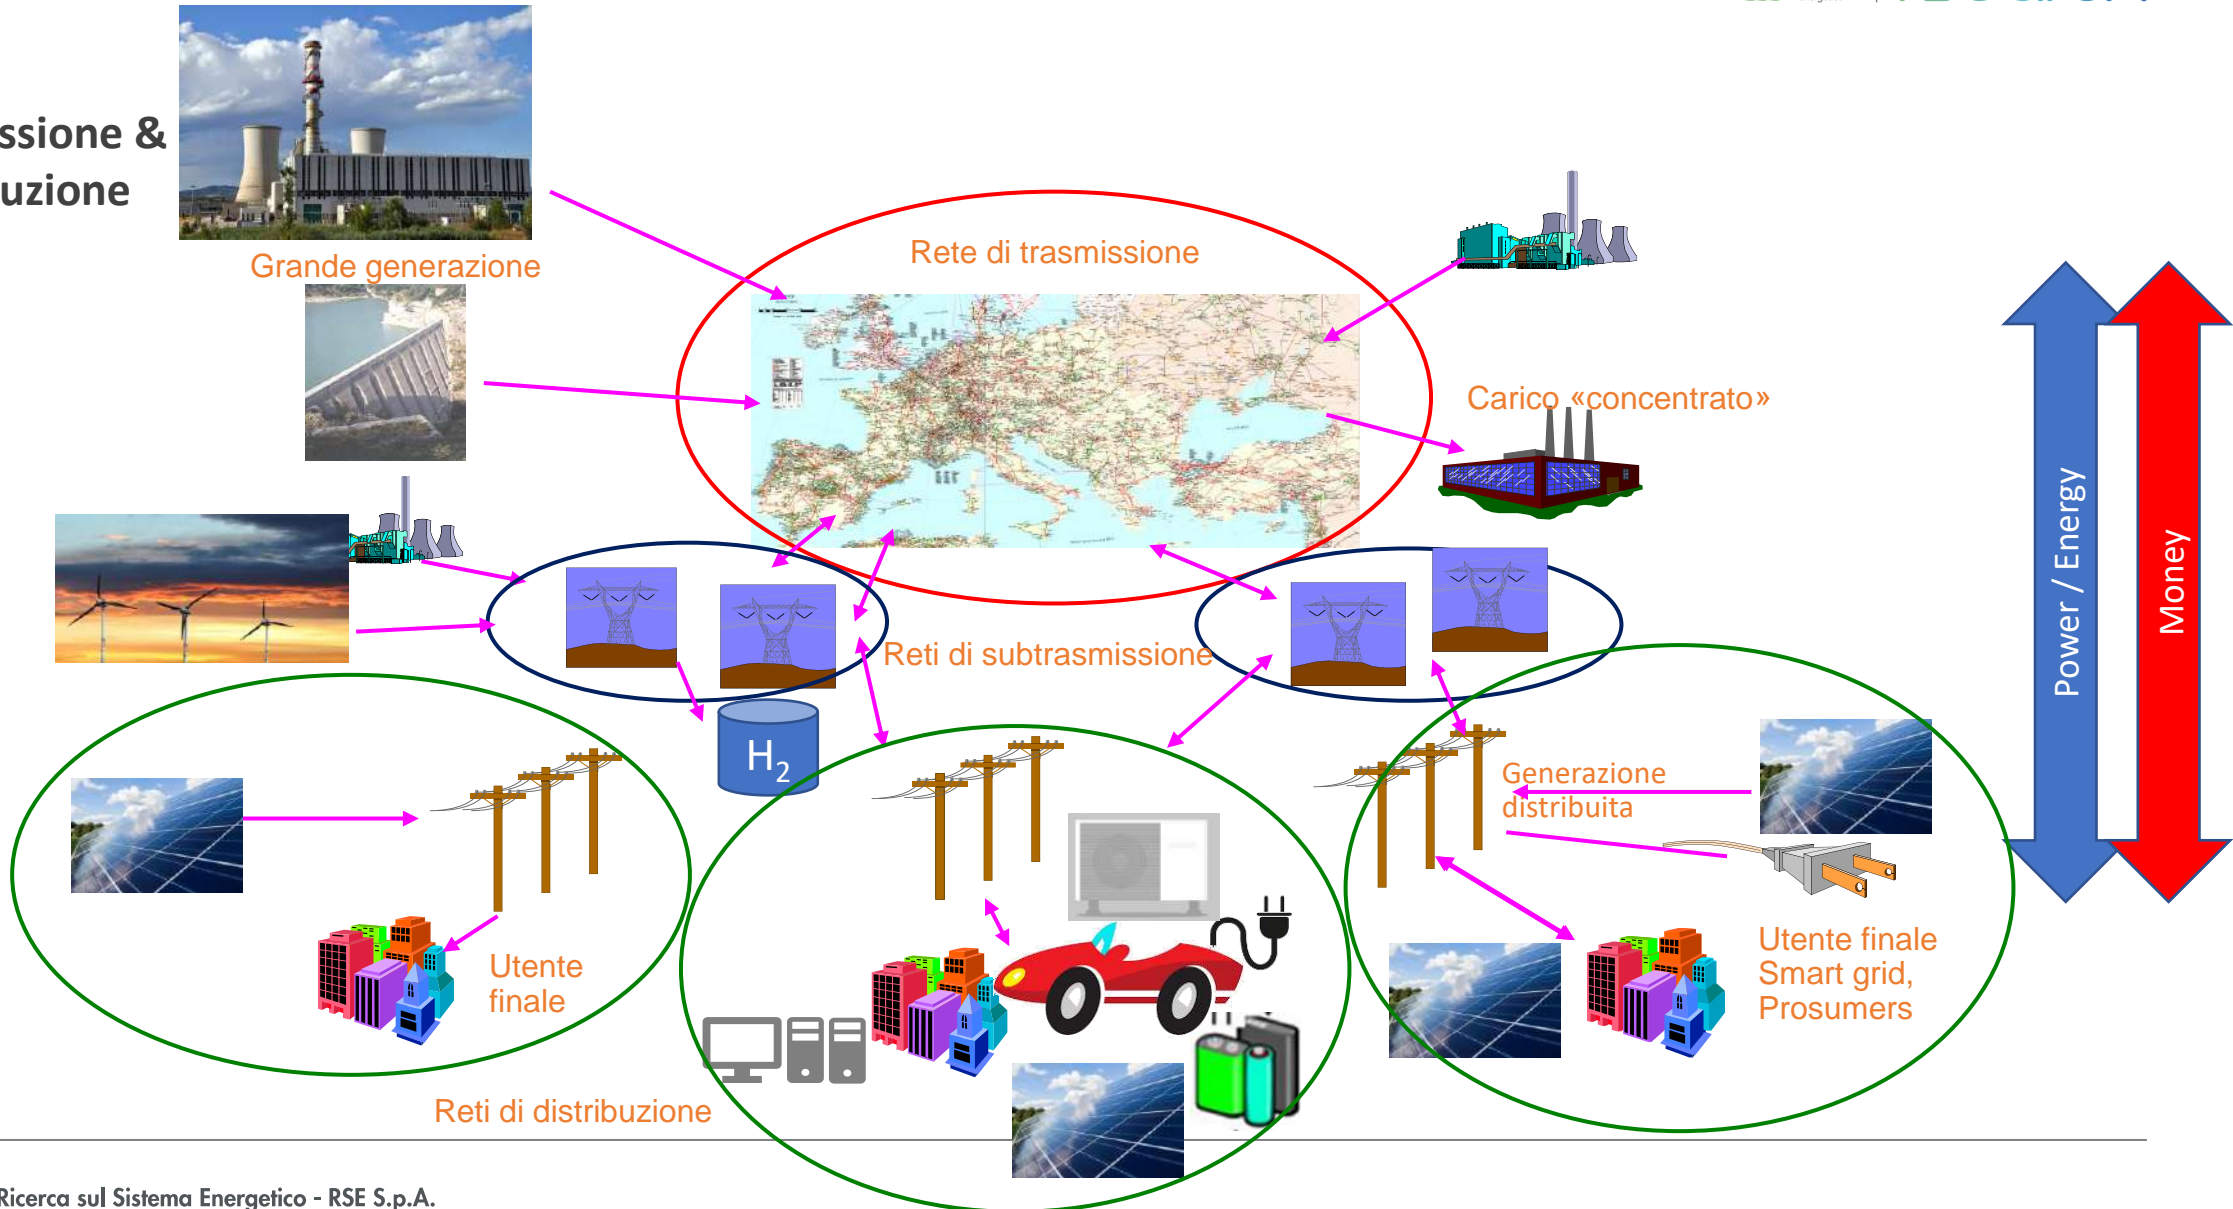 ssione &
uzione
Grande generazione
Rete di trasmissione
Carico «concentrato»
Power / Energy
Money
Reti di subtrasmissione
H₂
Generazione
distribuita
Utente
finale
Utente finale
Smart grid,
Prosumers
Reti di distribuzione
Ricerca sul Sistema Energetico - RSE S.p.A.